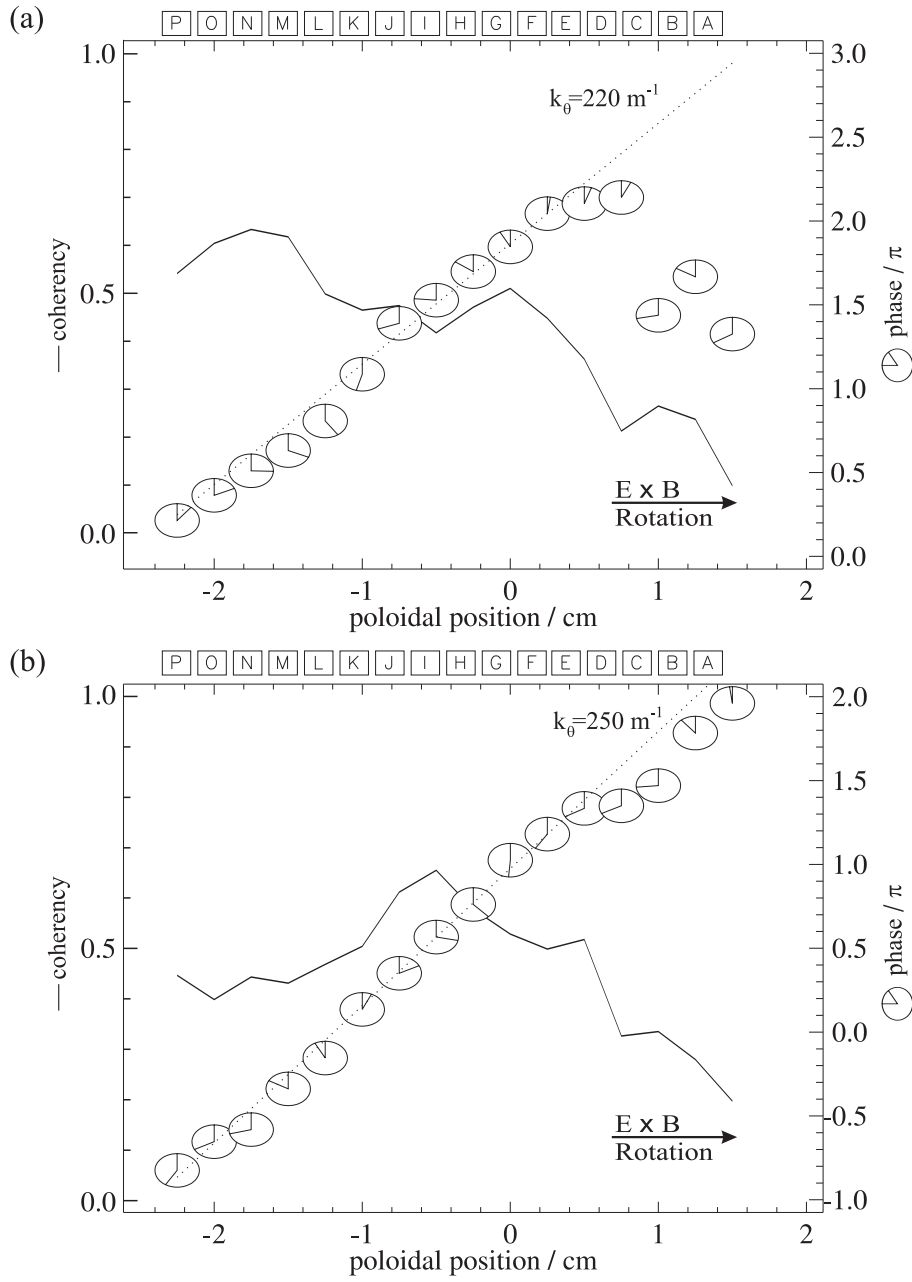 (a)
P O N M L K J I H G F E D C B A
1.0
0.5
0.0
— coherency
3.0
2.5
2.0
1.5
1.0
0.5
0.0
phase / π
kθ=220 m⁻¹
E x B
Rotation
-2 -1 0 1 2
poloidal position / cm
(b)
P O N M L K J I H G F E D C B A
1.0
0.5
0.0
— coherency
2.0
1.5
1.0
0.5
0.0
-0.5
-1.0
phase / π
kθ=250 m⁻¹
E x B
Rotation
-2 -1 0 1 2
poloidal position / cm